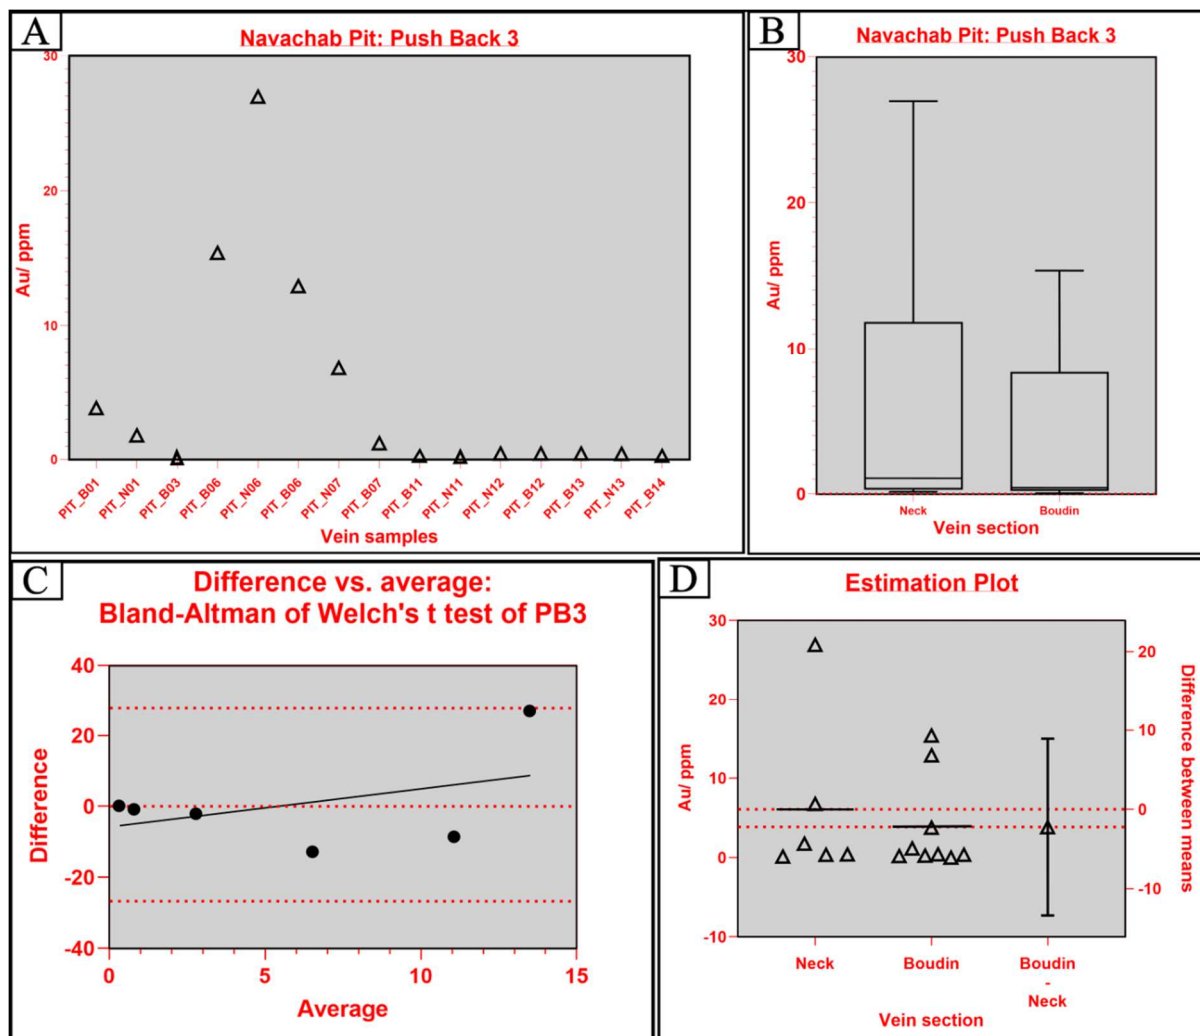 A
Navachab Pit: Push Back 3
30
20
10
0
Au/ ppm
PIT_B01
PIT_N01
PIT_B03
PIT_B06
PIT_N06
PIT_B06
PIT_N07
PIT_B07
PIT_B11
PIT_N11
PIT_N12
PIT_B12
PIT_B13
PIT_N13
PIT_B14
Vein samples
B
Navachab Pit: Push Back 3
30
20
10
0
Au/ ppm
Neck
Boudin
Vein section
C
Difference vs. average:
Bland-Altman of Welch's t test of PB3
40
20
0
-20
-40
Difference
0
5
10
15
Average
D
Estimation Plot
30
20
10
0
-10
Au/ ppm
20
10
0
-10
Difference between means
Neck
Boudin
Boudin
-
Neck
Vein section